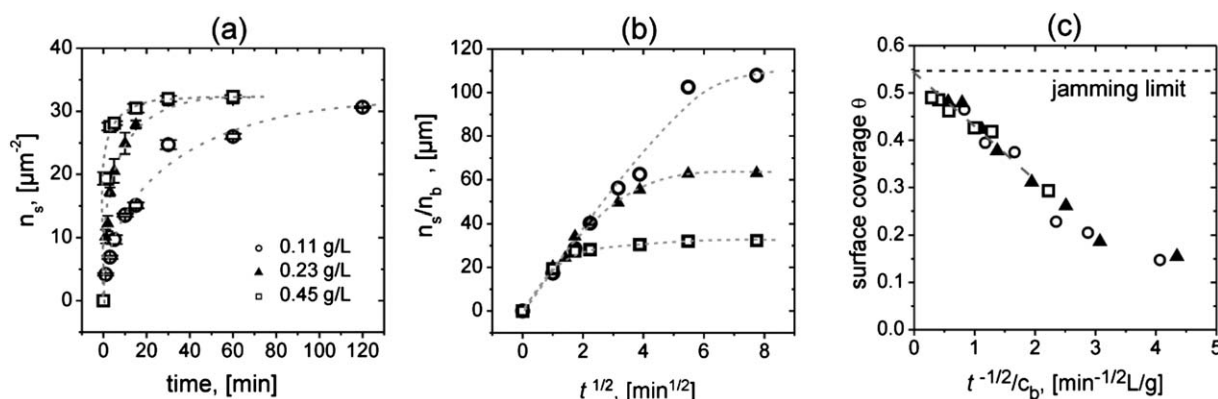 (a)
n_s, [µm⁻²]
40
30
20
10
0
0.11 g/L
0.23 g/L
0.45 g/L
0 20 40 60 80 100 120
time, [min]
(b)
n_s/n_b, [µm]
120
100
80
60
40
20
0
0 2 4 6 8
t^{1/2}, [min^{1/2}]
(c)
surface coverage θ
0.6
0.5
0.4
0.3
0.2
0.1
0.0
jamming limit
0 1 2 3 4 5
t^{-1/2}/c_b, [min^{-1/2}L/g]